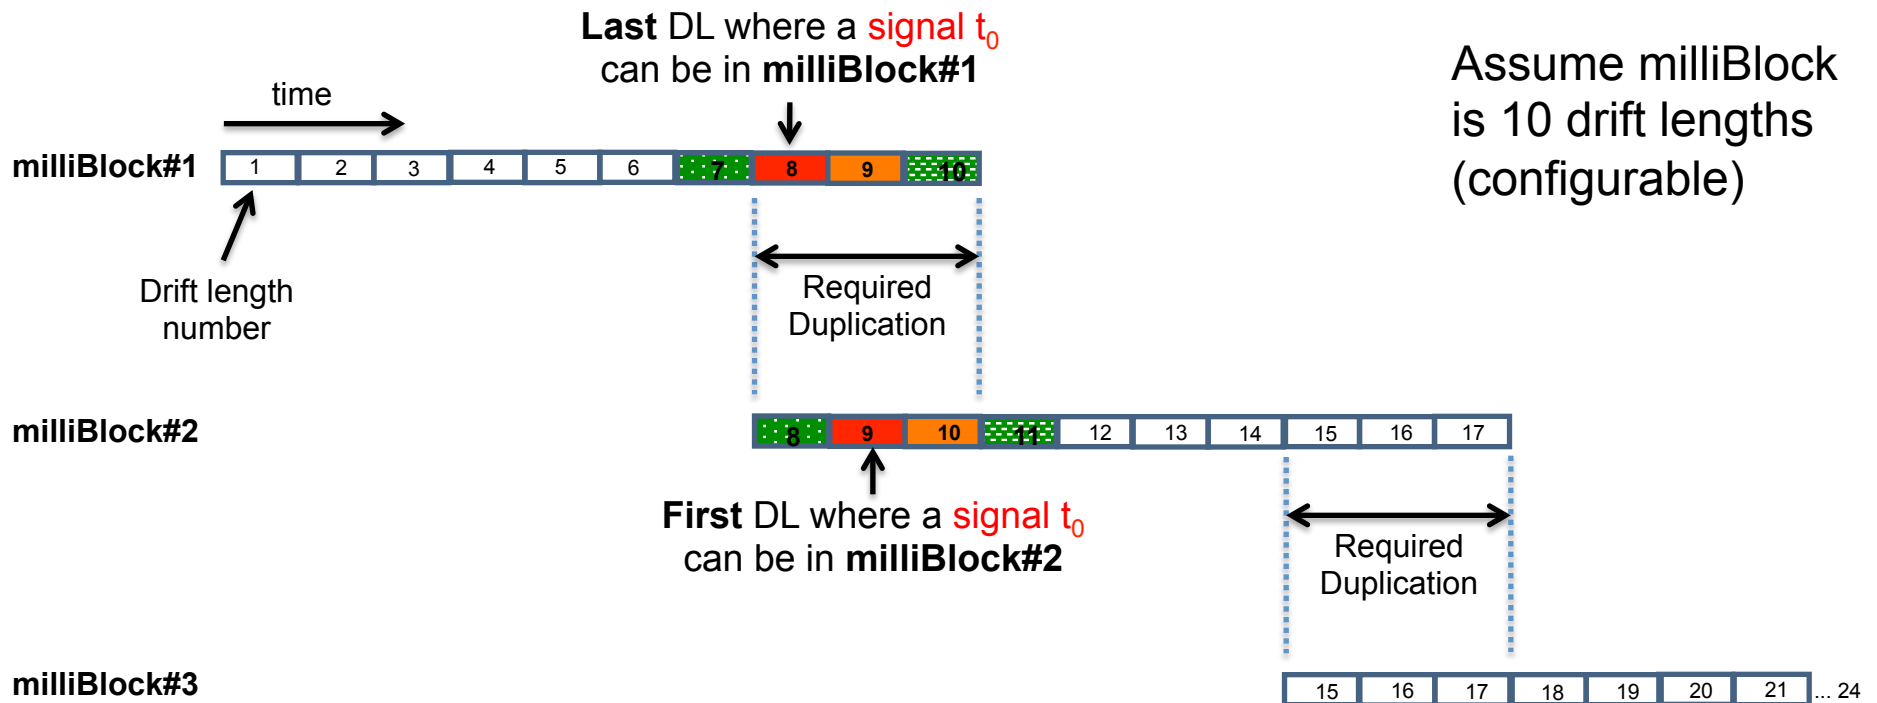 Last DL where a signal t0
can be in milliBlock#1
Assume milliBlock
is 10 drift lengths
(configurable)
time
milliBlock#1
1 2 3 4 5 6 7 8 9 10
Drift length
number
Required
Duplication
milliBlock#2
8 9 10 11 12 13 14 15 16 17
First DL where a signal t0
can be in milliBlock#2
Required
Duplication
milliBlock#3
15 16 17 18 19 20 21 ... 24